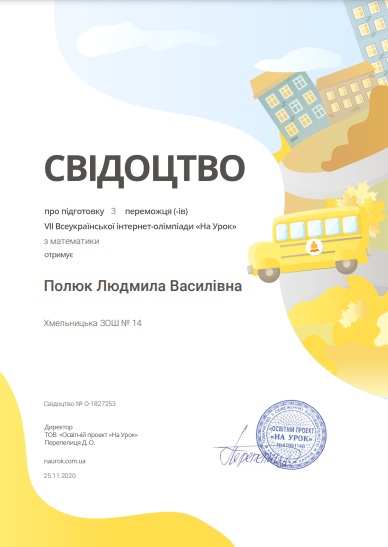 СВІДОЦТВО
про підготовку 3 переможця (-ів)
VII Всеукраїнської інтернет-олімпіади «На Урок»
з математики
отримує
Полюк Людмила Василівна
Хмельницька ЗОШ № 14
Свідоцтво № О-1827253
Директор
ТОВ «Освітній проект «На Урок»
Перепелиця Д. О.
«ОСВІТНІЙ ПРОЕКТ
«НА УРОК»
naurok.com.ua
25.11.2020